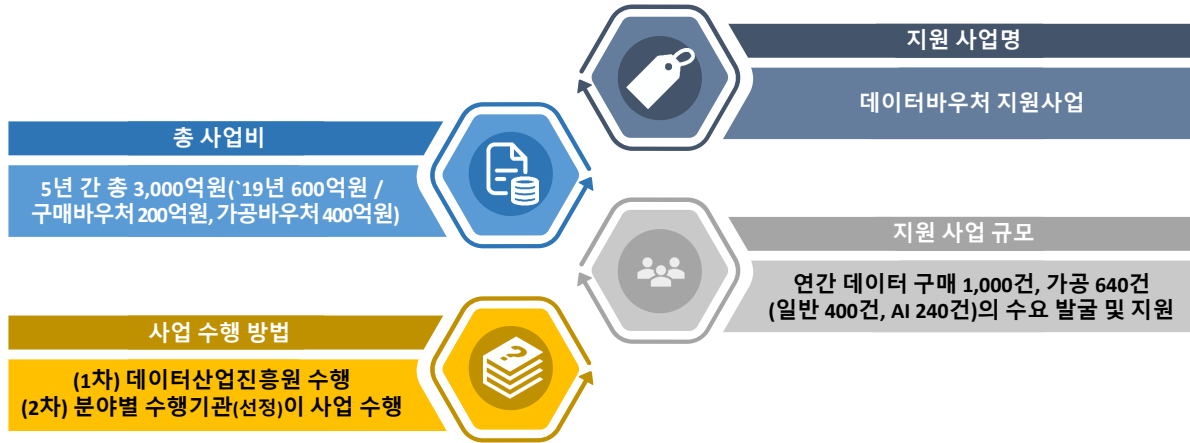 지원 사업명
데이터바우처 지원사업
총 사업비
5년 간 총 3,000억원(`19년 600억원 /
구매바우처 200억원, 가공바우처 400억원)
지원 사업 규모
연간 데이터 구매 1,000건, 가공 640건
(일반 400건, AI 240건)의 수요 발굴 및 지원
사업 수행 방법
(1차) 데이터산업진흥원 수행
(2차) 분야별 수행기관(선정)이 사업 수행
?